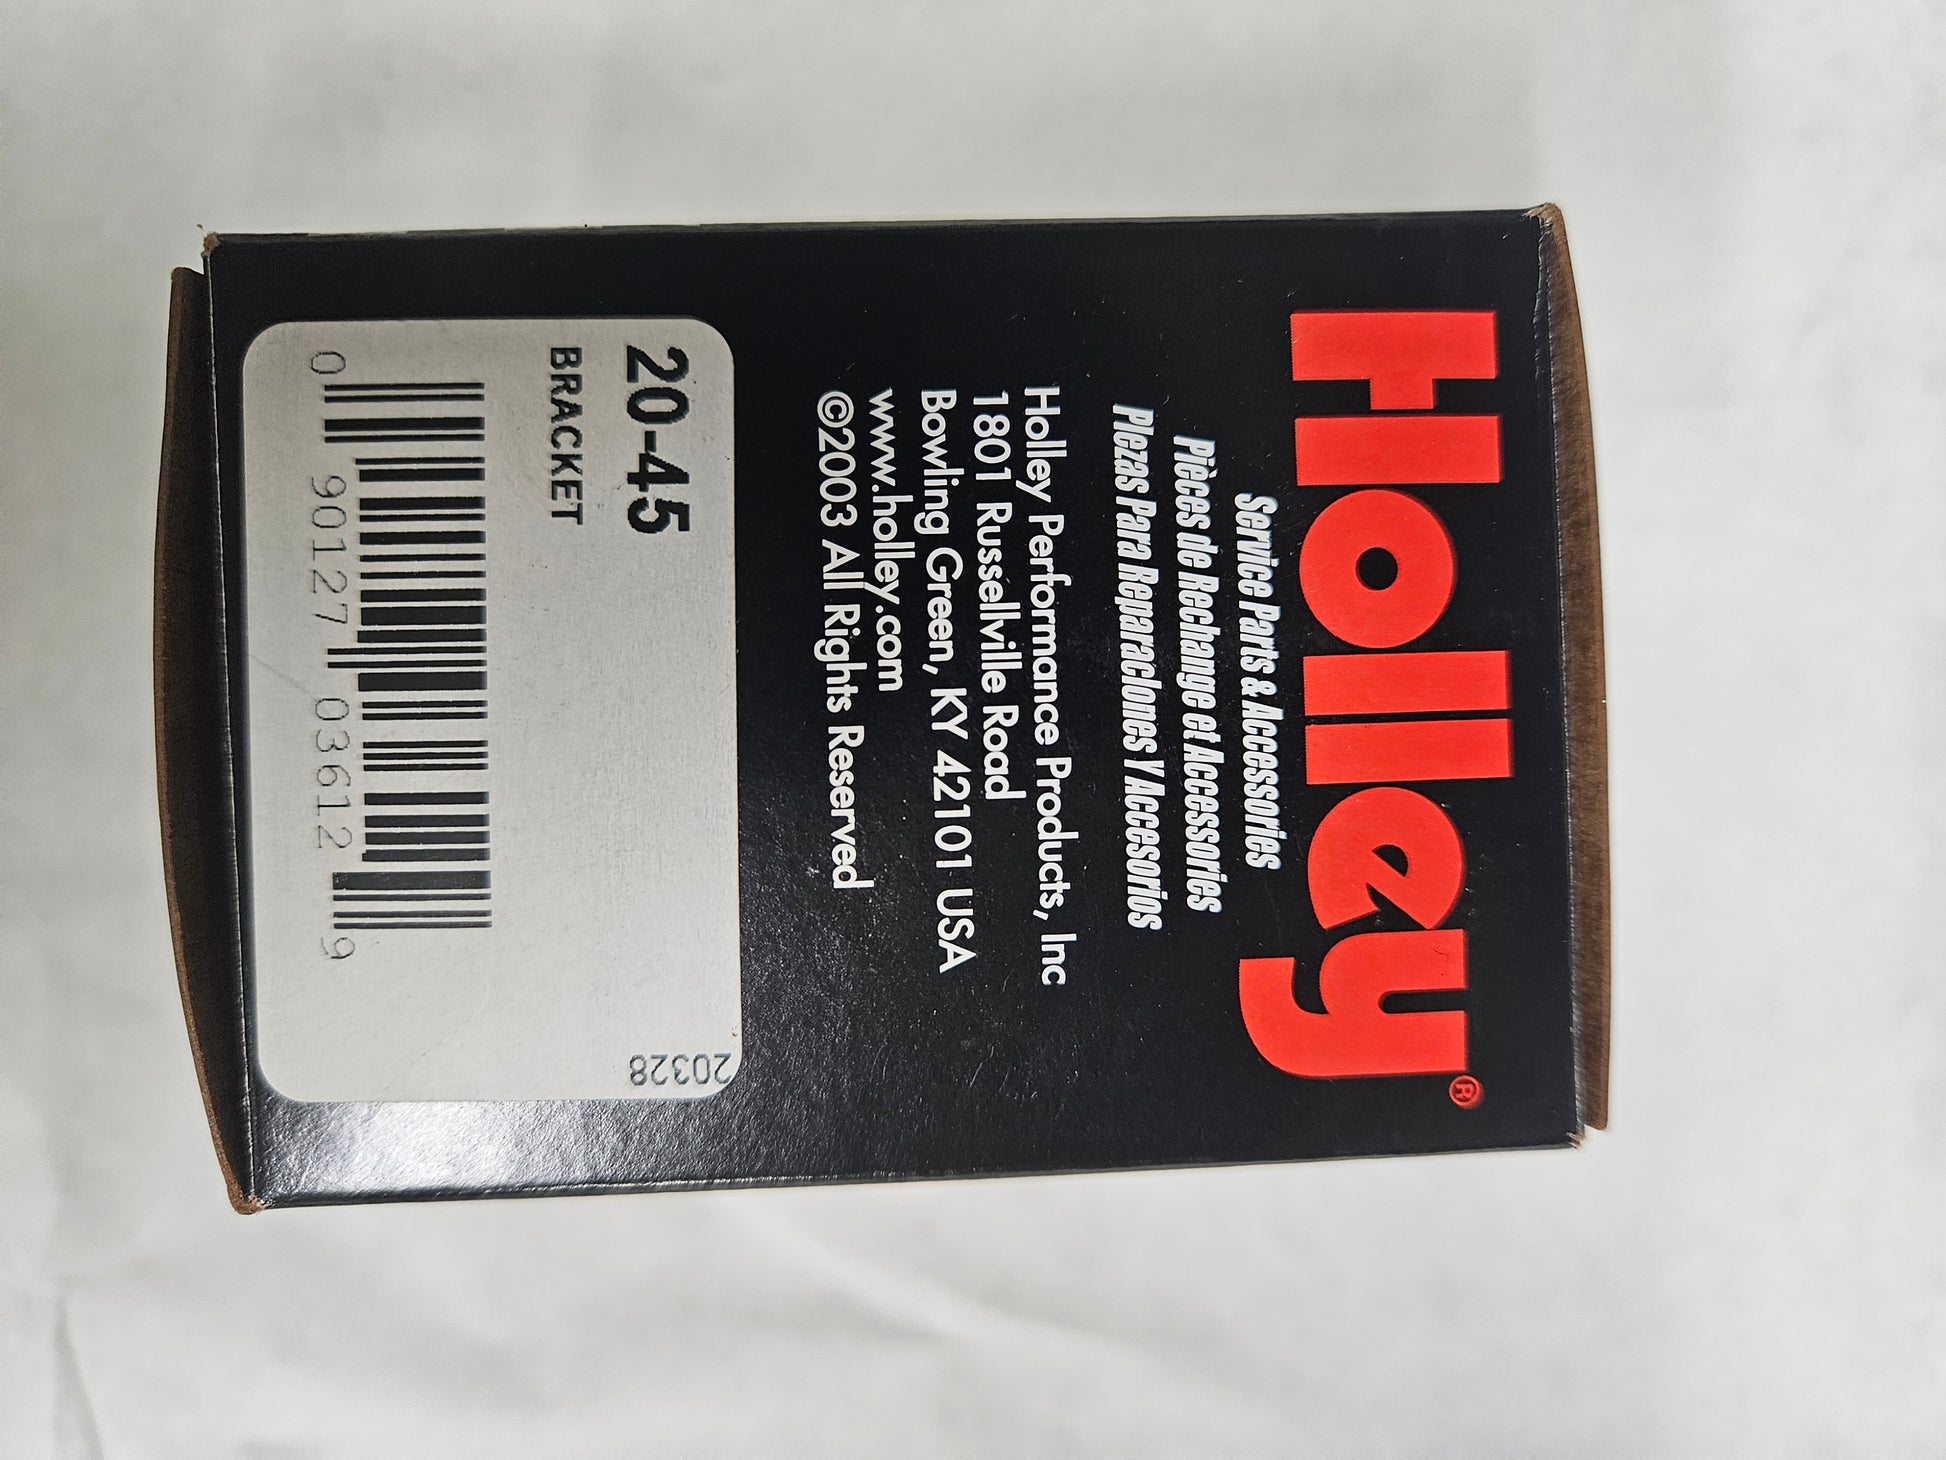 Holley®
Service Parts & Accessories
Pièces de Rechange et Accessories
Piezas Para Reparaciones Y Accesorios
Holley Performance Products, Inc
1801 Russellville Road
Bowling Green, KY 42101 USA
www.holley.com
©2003 All Rights Reserved
20328
20-45
BRACKET
0 90127 03612 9